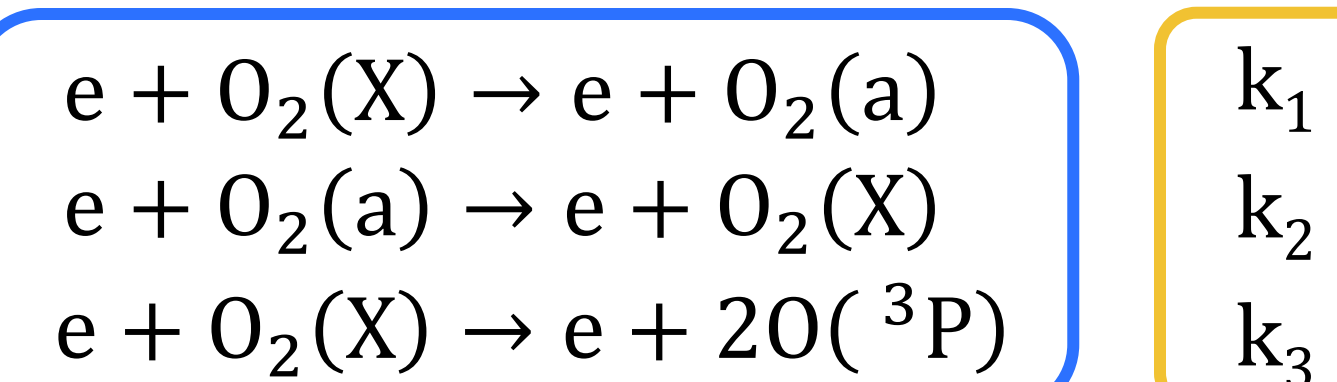 e + O₂(X) → e + O₂(a)
k₁
e + O₂(a) → e + O₂(X)
k₂
e + O₂(X) → e + 2O( ³P)
k₃